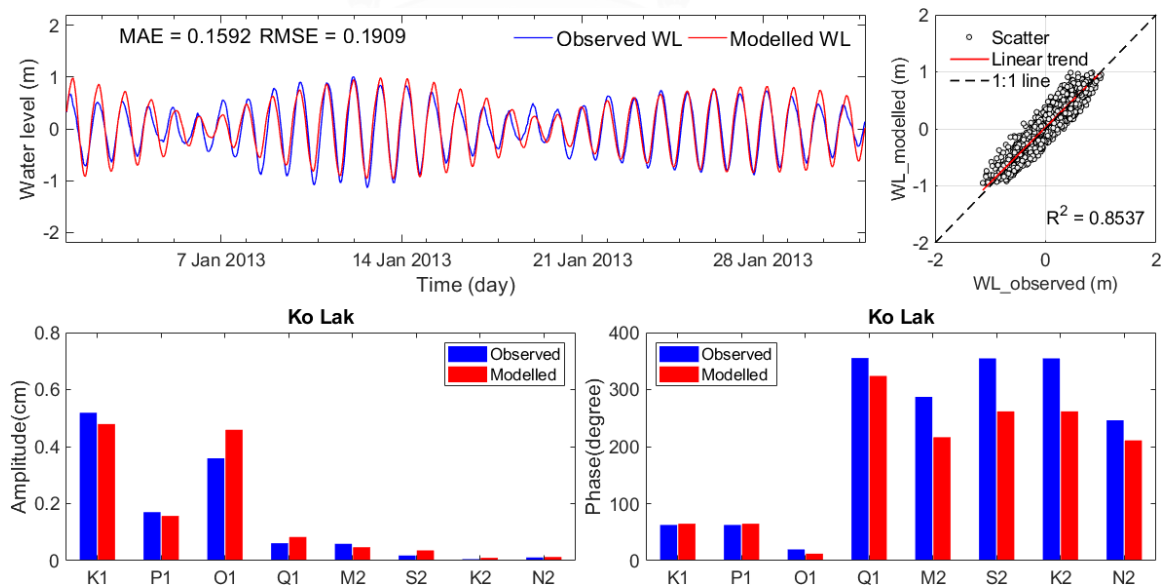 MAE = 0.1592 RMSE = 0.1909
Observed WL
Modelled WL
Water level (m)
2
1
0
-1
-2
7 Jan 2013
14 Jan 2013
21 Jan 2013
28 Jan 2013
Time (day)
Scatter
Linear trend
1:1 line
WL_modelled (m)
2
1
0
-1
-2
R² = 0.8537
-2
0
2
WL_observed (m)
Ko Lak
Observed
Modelled
Amplitude(cm)
0.8
0.6
0.4
0.2
0
K1
P1
O1
Q1
M2
S2
K2
N2
Ko Lak
Observed
Modelled
Phase(degree)
400
300
200
100
0
K1
P1
O1
Q1
M2
S2
K2
N2